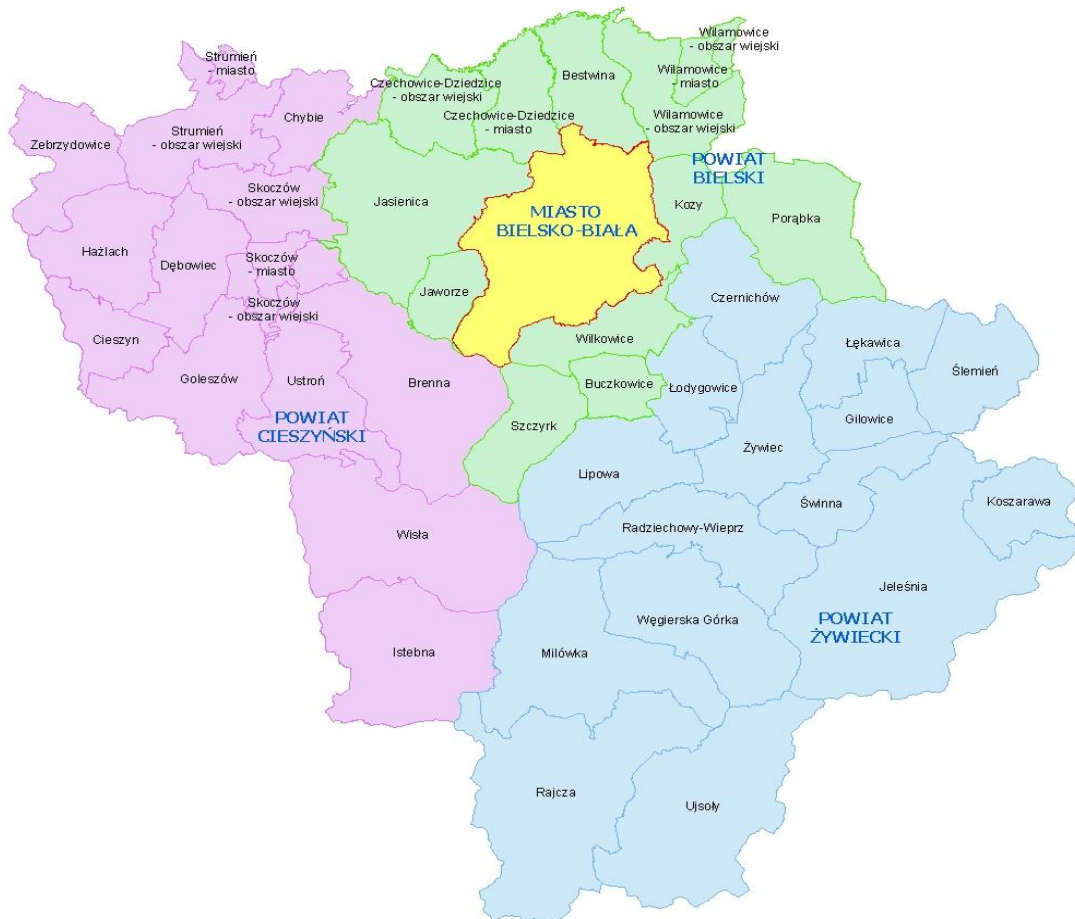 Wilamowice
- obszar wiejski
Strumień
- miasto
Bestwina
Wilamowice
- miasto
Czechowice-Dziedzice
- obszar wiejski
Chybie
Czechowice-Dziedzice
- miasto
Wilamowice
- obszar wiejski
Strumień
- obszar wiejski
Zebrzydowice
POWIAT
BIELSKI
Skoczów
- obszar wiejski
Jasienica
Kozy
MIASTO
BIELSKO-BIAŁA
Porąbka
Hażlach
Dębowiec
Skoczów
- miasto
Jaworze
Czernichów
Skoczów
- obszar wiejski
Cieszyn
Wilkowice
Łękawica
Ślemień
Goleszów
Ustroń
Brenna
Buczkowice
Łodygowice
POWIAT
CIESZYŃSKI
Szczyrk
Gilowice
Żywiec
Lipowa
Świnna
Koszarawa
Radziechowy-Wieprz
Wisła
Jeleśnia
Węgierska Górka
POWIAT
ŻYWIECKI
Istebna
Milówka
Rajcza
Ujsoły